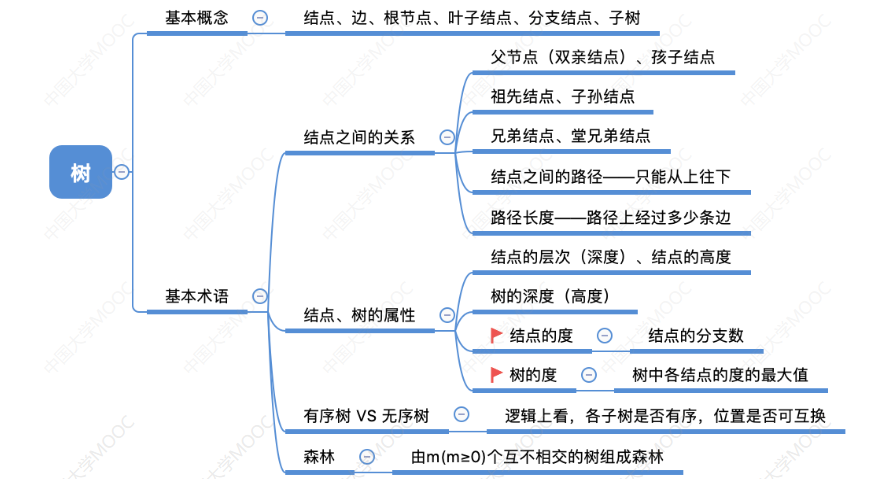 树
基本概念
结点、边、根节点、叶子结点、分支结点、子树
基本术语
结点之间的关系
父节点（双亲结点）、孩子结点
祖先结点、子孙结点
兄弟结点、堂兄弟结点
结点之间的路径——只能从上往下
路径长度——路径上经过多少条边
结点、树的属性
结点的层次（深度）、结点的高度
树的深度（高度）
结点的度
结点的分支数
树的度
树中各结点的度的最大值
有序树 VS 无序树
逻辑上看，各子树是否有序，位置是否可互换
森林
由m(m≥0)个互不相交的树组成森林
中国大学MOOC